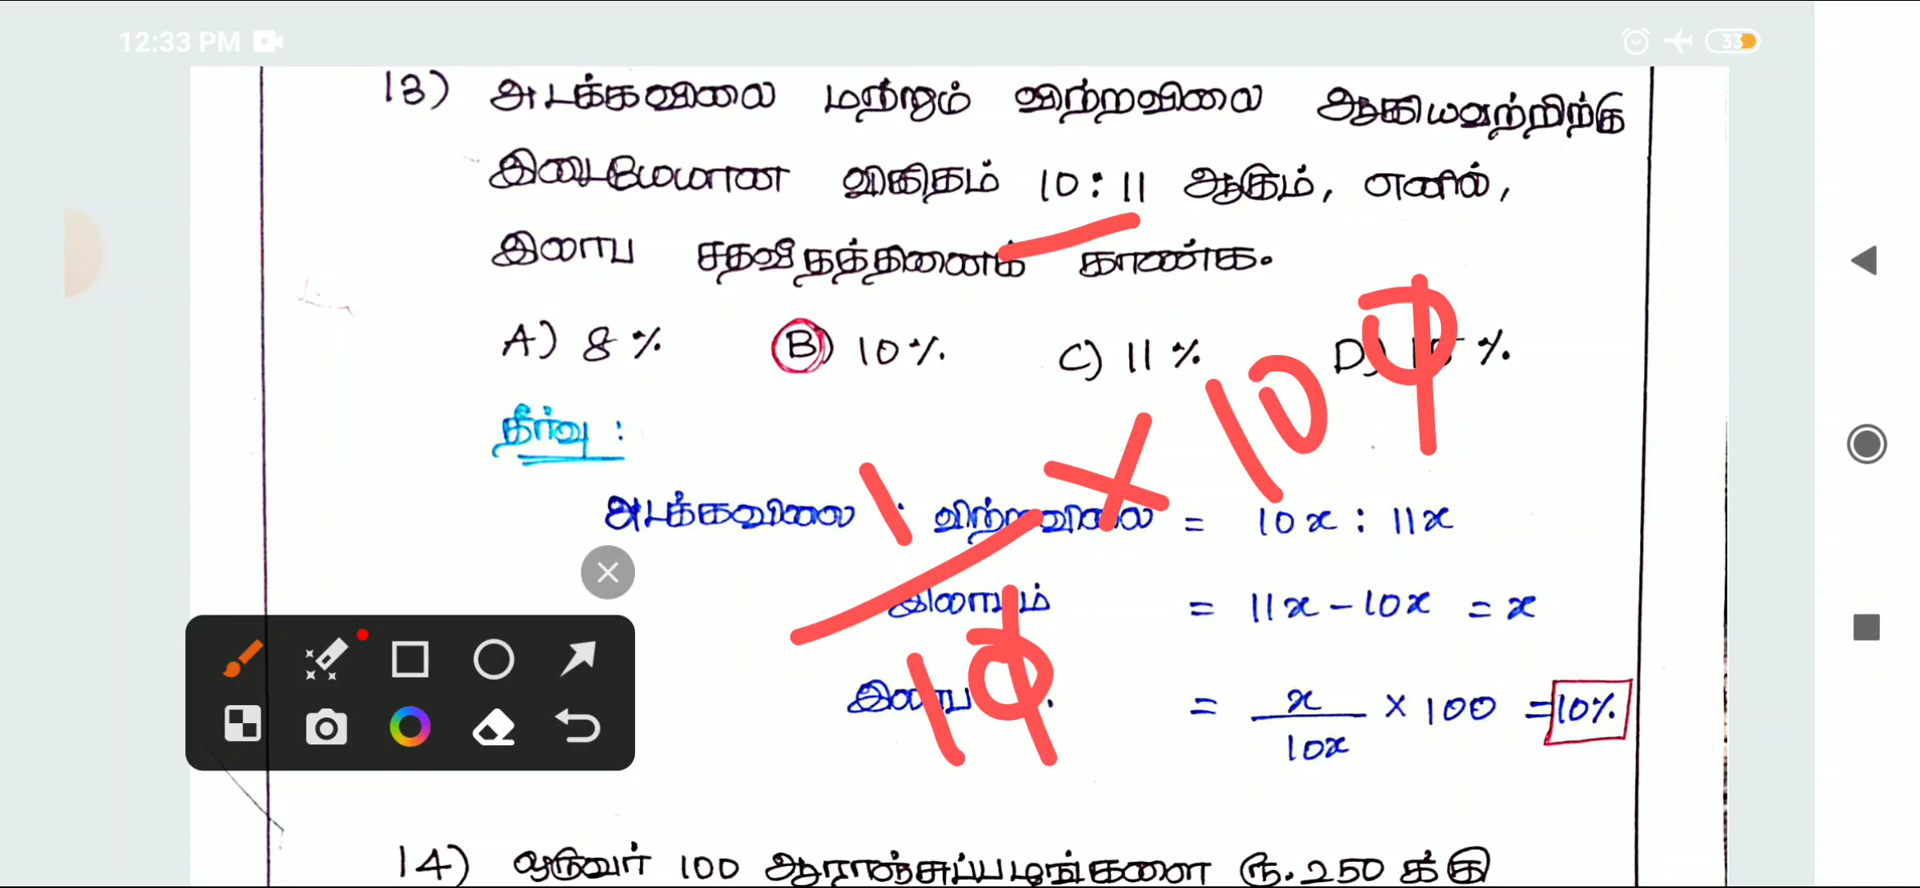 12:33 PM
33
13) அடக்கவிலை மற்றும் விற்றவிலை ஆகியவற்றிற்கு
இடையேயான விகிதம் 10 : 11 ஆகும், எனில்,
இலாப சதவீதத்தினைக் காண்க.
A) 8 % B) 10 % C) 11 % D) %
தீர்வு :
1 × 100
10
அடக்கவிலை : விற்றவிலை = 10x : 11x
இலாபம் = 11x - 10x = x
இலாப = x/10x × 100 = 10%
14) ஒருவர் 100 ஆரஞ்சுப்பழங்களை ரூ.250 க்கு